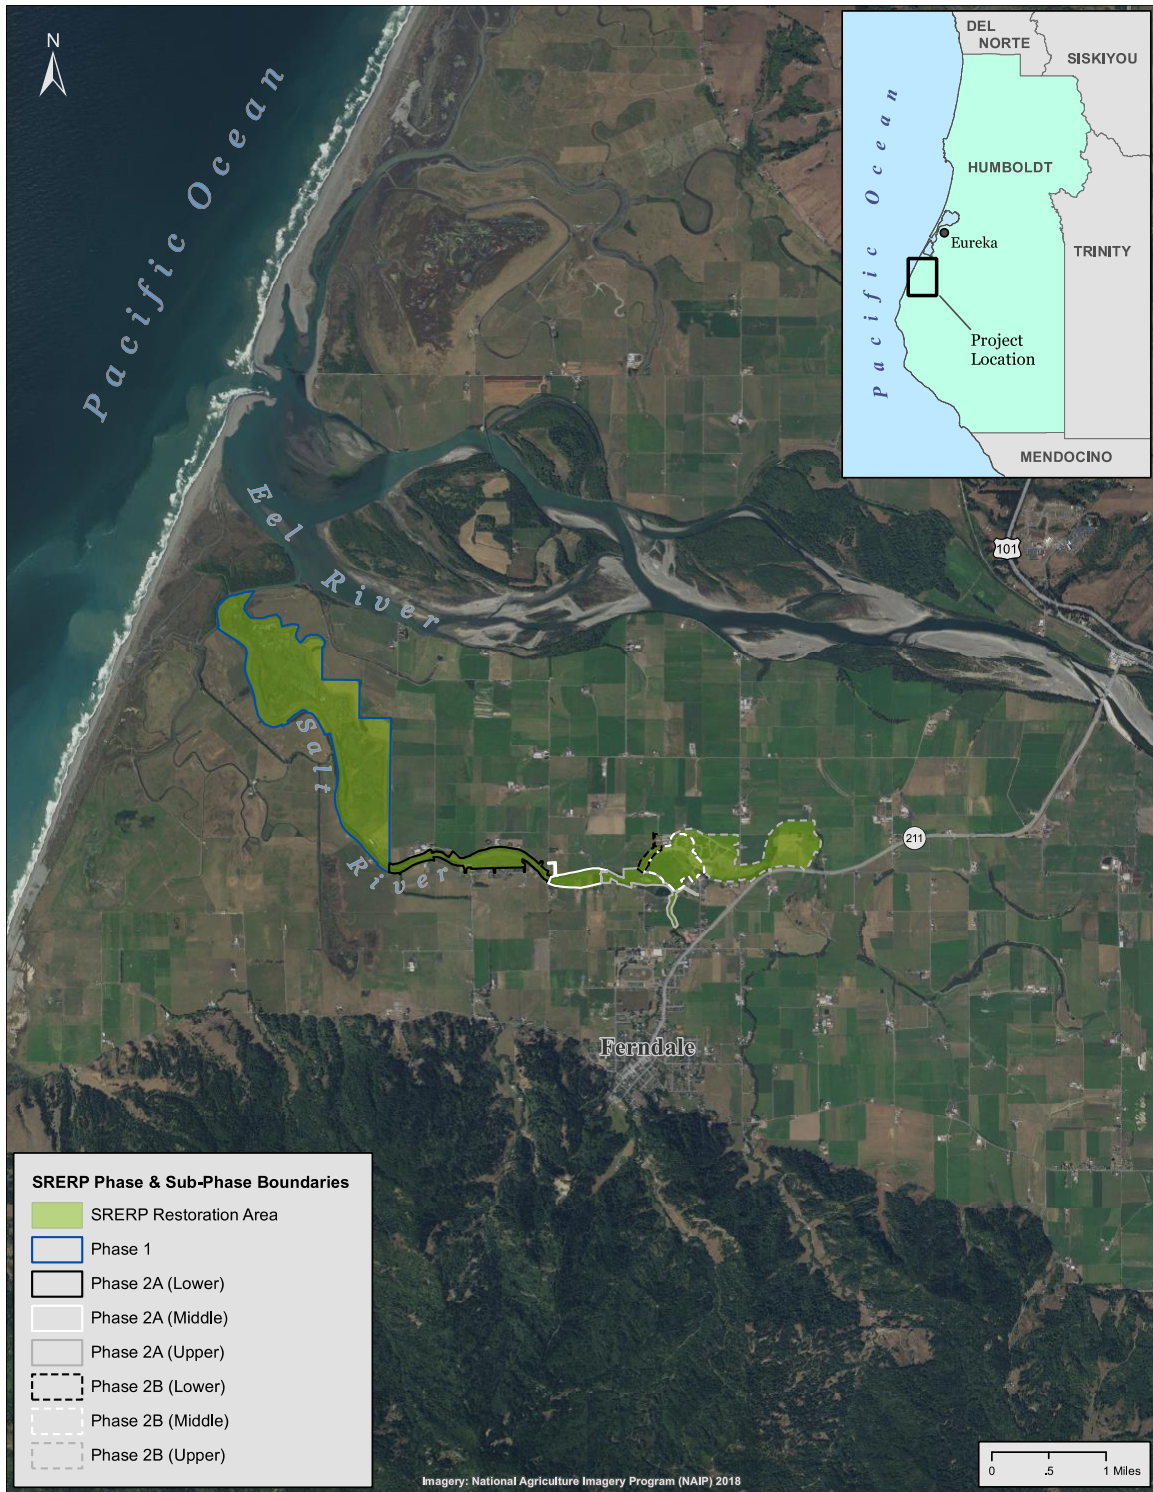 N
Pacific Ocean
DEL
NORTE
SISKIYOU
HUMBOLDT
Pacific Ocean
Eureka
TRINITY
Project
Location
MENDOCINO
101
Eel River
Salt River
211
Ferndale
SRERP Phase & Sub-Phase Boundaries
SRERP Restoration Area
Phase 1
Phase 2A (Lower)
Phase 2A (Middle)
Phase 2A (Upper)
Phase 2B (Lower)
Phase 2B (Middle)
Phase 2B (Upper)
Imagery: National Agriculture Imagery Program (NAIP) 2018
0 .5 1 Miles